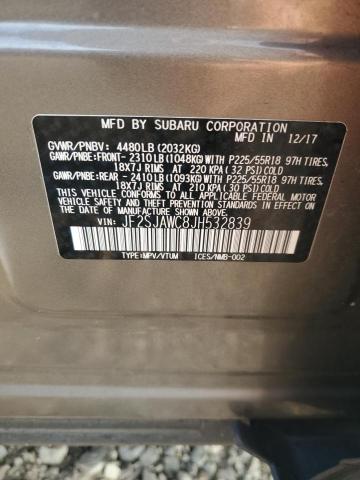 MFD BY SUBARU CORPORATION
MFD IN 12/17
GVWR/PNBV: 4480LB(2032KG)
GAWR/PNBE:FRONT- 2310LB(1048KG)WITH P225/55R18 97H TIRES,
18X7J RIMS AT 220 KPA(32 PSI)COLD
GAWR/PNBE:REAR - 2410LB(1093KG)WITH P225/55R18 97H TIRES,
18X7J RIMS AT 210 KPA(30 PSI)COLD
THIS VEHICLE CONFORMS TO ALL APPLICABLE FEDERAL MOTOR
VEHICLE SAFETY, BUMPER, AND THEFT PREVENTION STANDARDS
IN EFFECT ON THE DATE OF MANUFACTURE SHOWN ABOVE.
VIN: JF2SJAWC8JH532839
TYPE:MPV/VTUM ICES/NMB-002